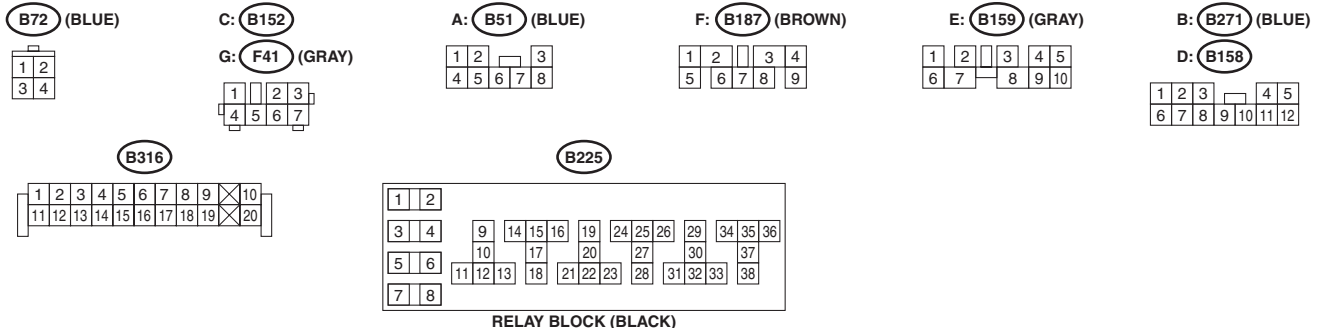 B72 (BLUE) C: B152 A: B51 (BLUE) F: B187 (BROWN) E: B159 (GRAY) B: B271 (BLUE)
G: F41 (GRAY) D: B158
1 2
3 4
1 2 3
4 5 6 7
1 2 3
4 5 6 7 8
1 2 3 4
5 6 7 8 9
1 2 3 4 5
6 7 8 9 10
1 2 3 4 5
6 7 8 9 10 11 12
B316
1 2 3 4 5 6 7 8 9 10
11 12 13 14 15 16 17 18 19 20
B225
1 2
3 4 9 14 15 16 19 24 25 26 29 34 35 36
10 17 20 27 30 37
5 6 11 12 13 18 21 22 23 28 31 32 33 38
7 8
RELAY BLOCK (BLACK)